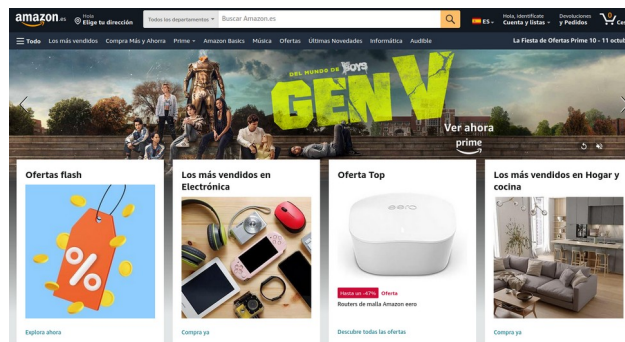 amazon.es
Hola
Elige tu dirección
Todos los departamentos
Buscar Amazon.es
ES
Hola, identifícate
Cuenta y listas
Devoluciones
y Pedidos
0
Ces
Todo Los más vendidos Compra Más y Ahorra Prime Amazon Basics Música Ofertas Últimas Novedades Informática Audible
La Fiesta de Ofertas Prime 10 - 11 octub
DEL MUNDO DE THE BOYS
GEN V
Ver ahora
prime
Ofertas flash
%
Explora ahora
Los más vendidos en
Electrónica
Compra ya
Oferta Top
eero
Hasta un -47% Oferta
Routers de malla Amazon eero
Descubre todas las ofertas
Los más vendidos en Hogar y
cocina
Compra ya